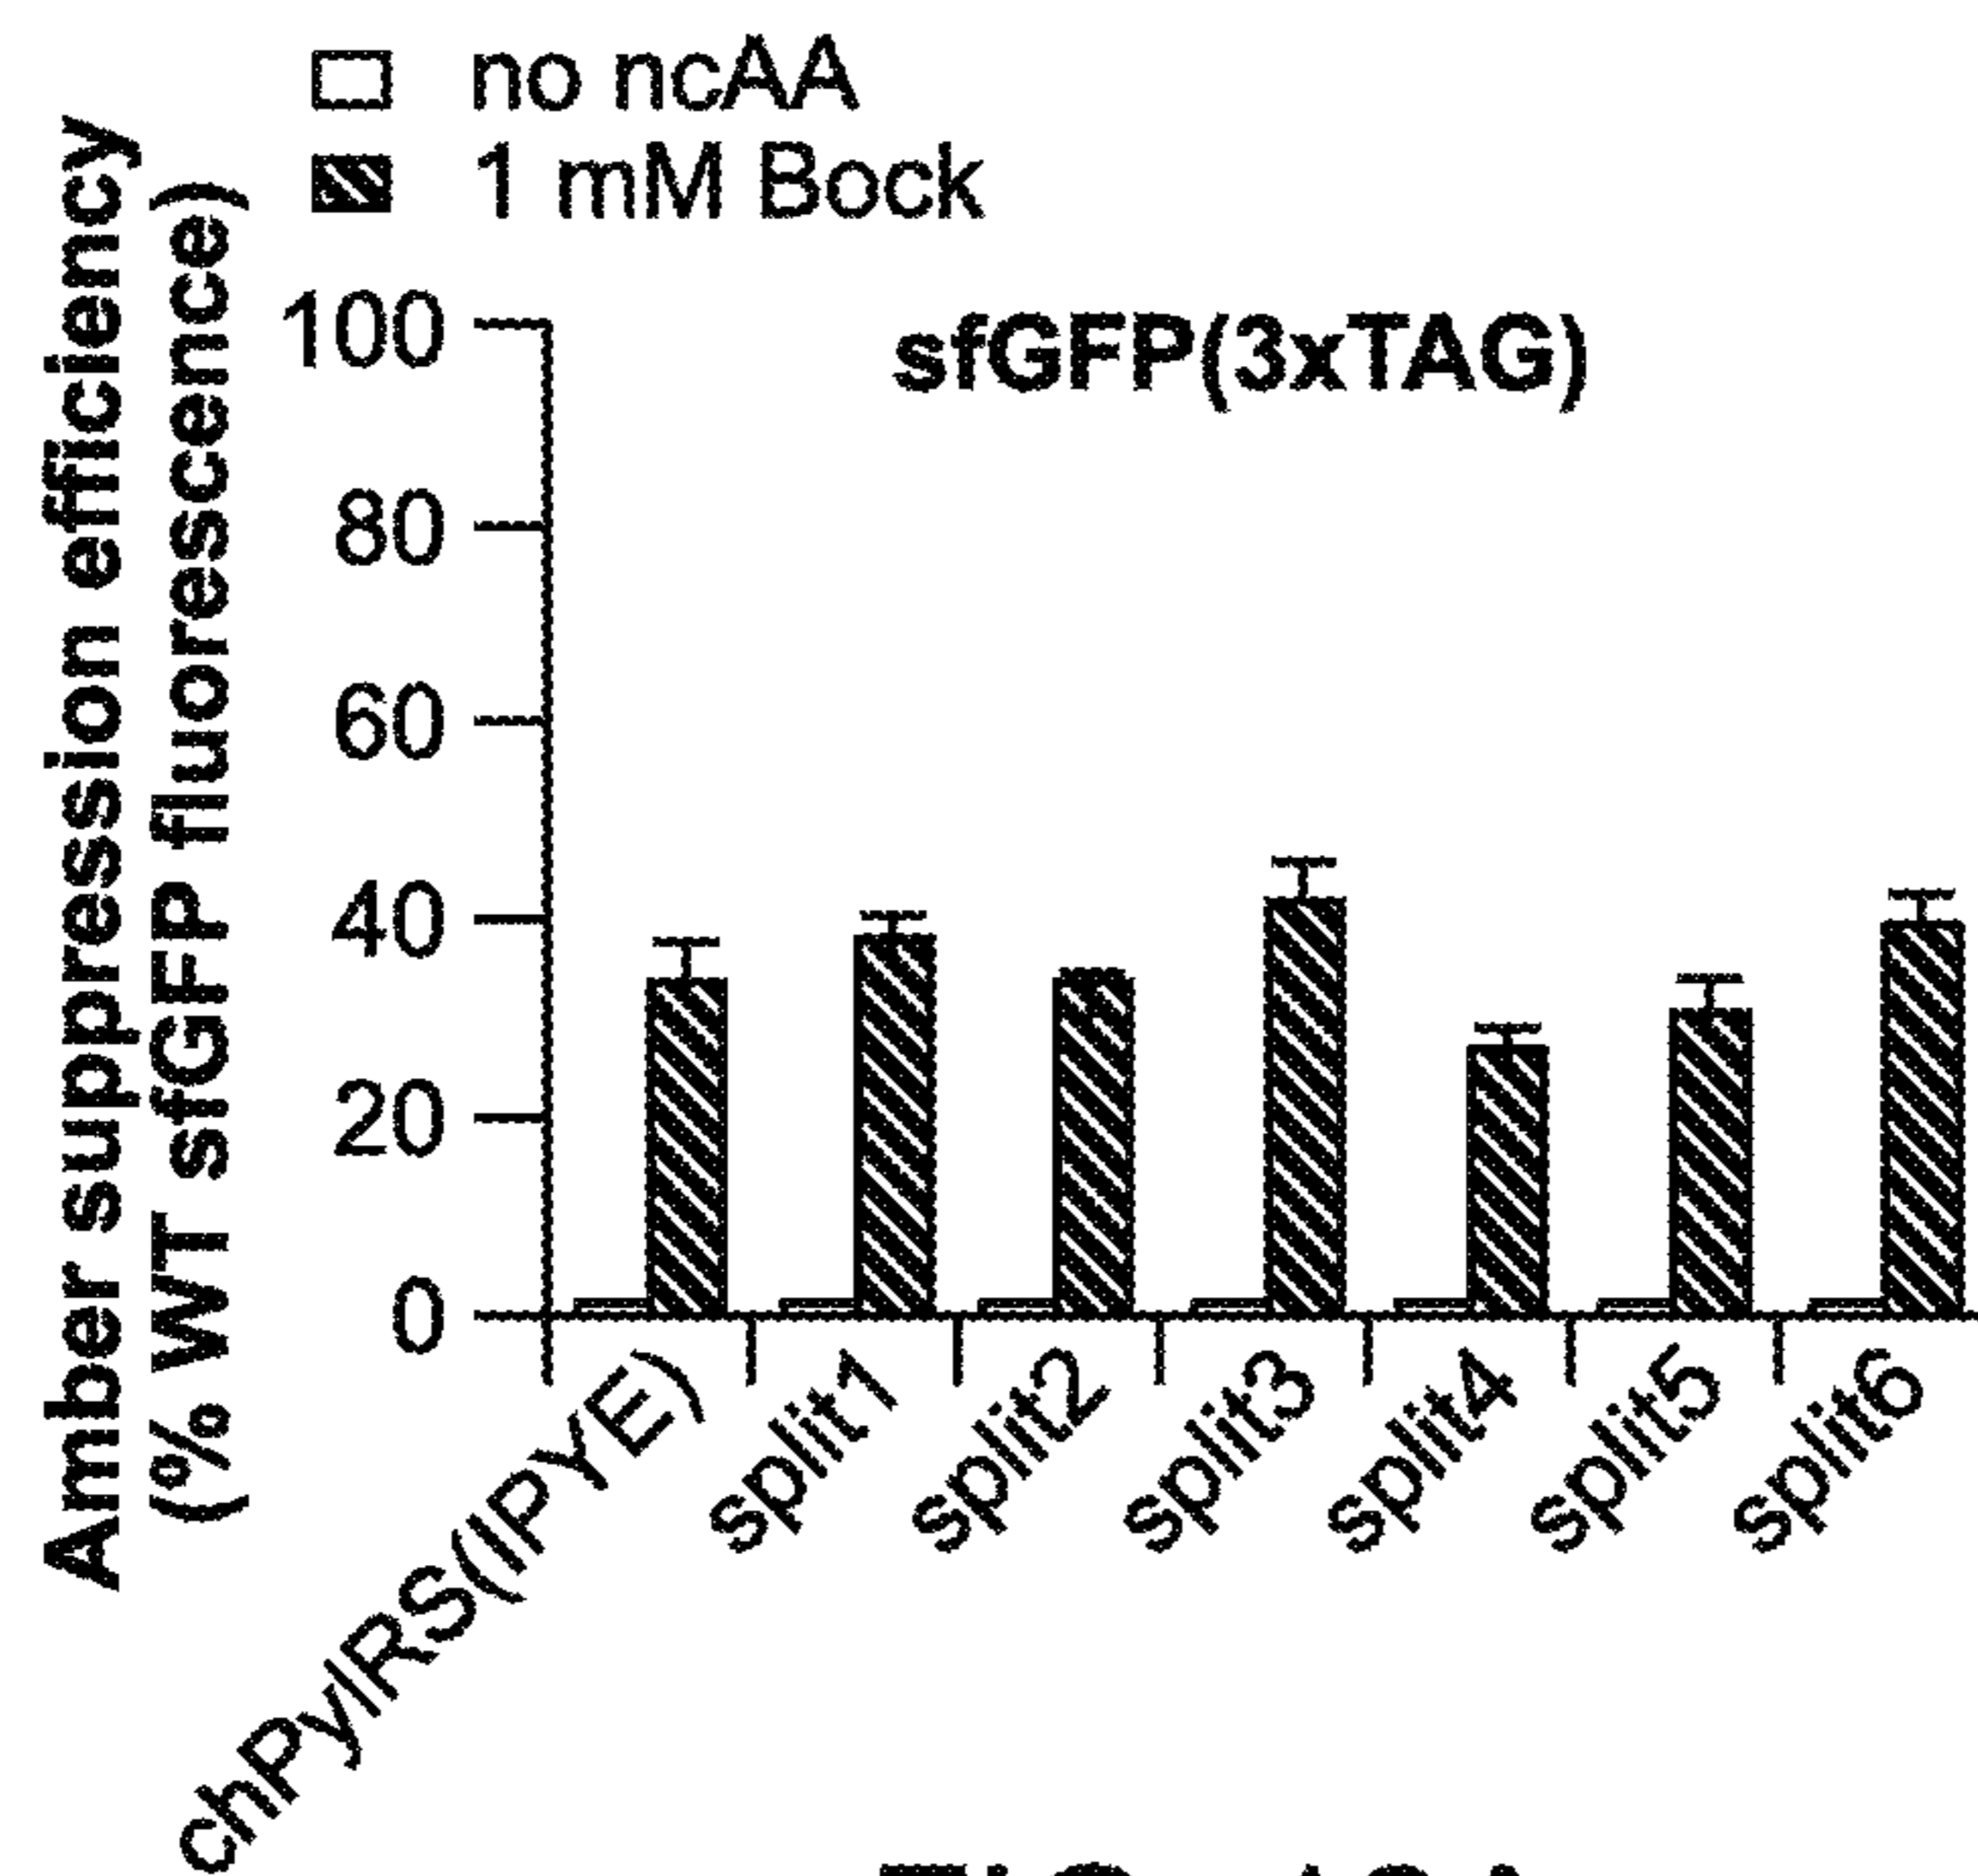 no ncAA
1 mM Bock
Amber suppression efficiency
(% WT sfGFP fluorescence)
sfGFP(3xTAG)
100
80
60
40
20
0
chPylRS(IPYE)
split1
split2
split3
split4
split5
split6